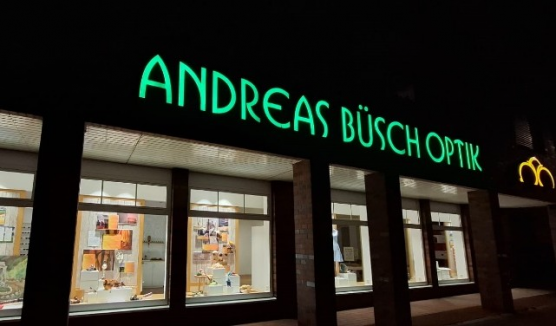 ANDREAS BÜSCH OPTIK